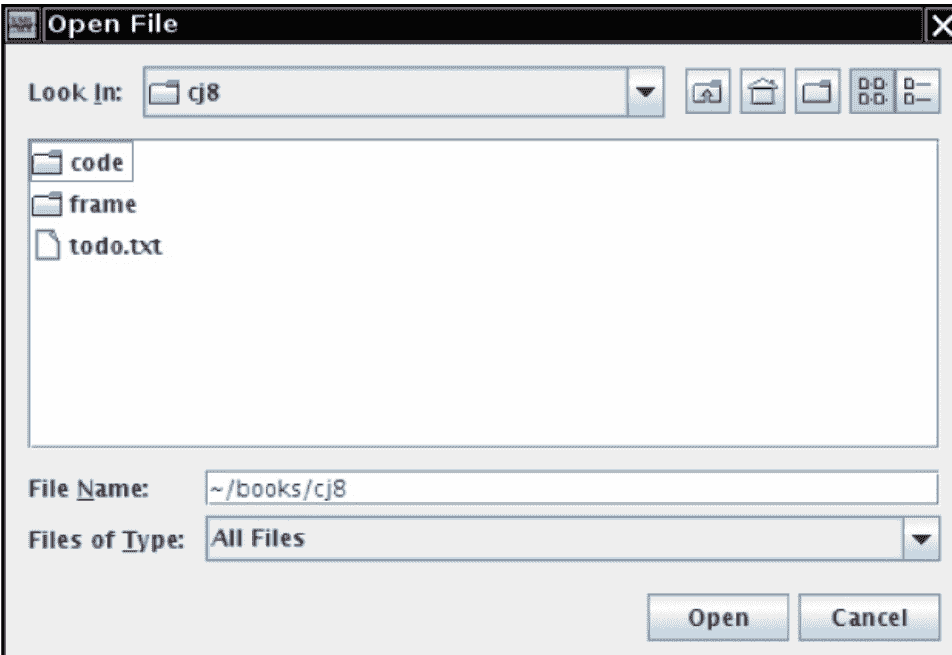 Open File
Look In: cj8
code
frame
todo.txt
File Name: ~/books/cj8
Files of Type: All Files
Open Cancel